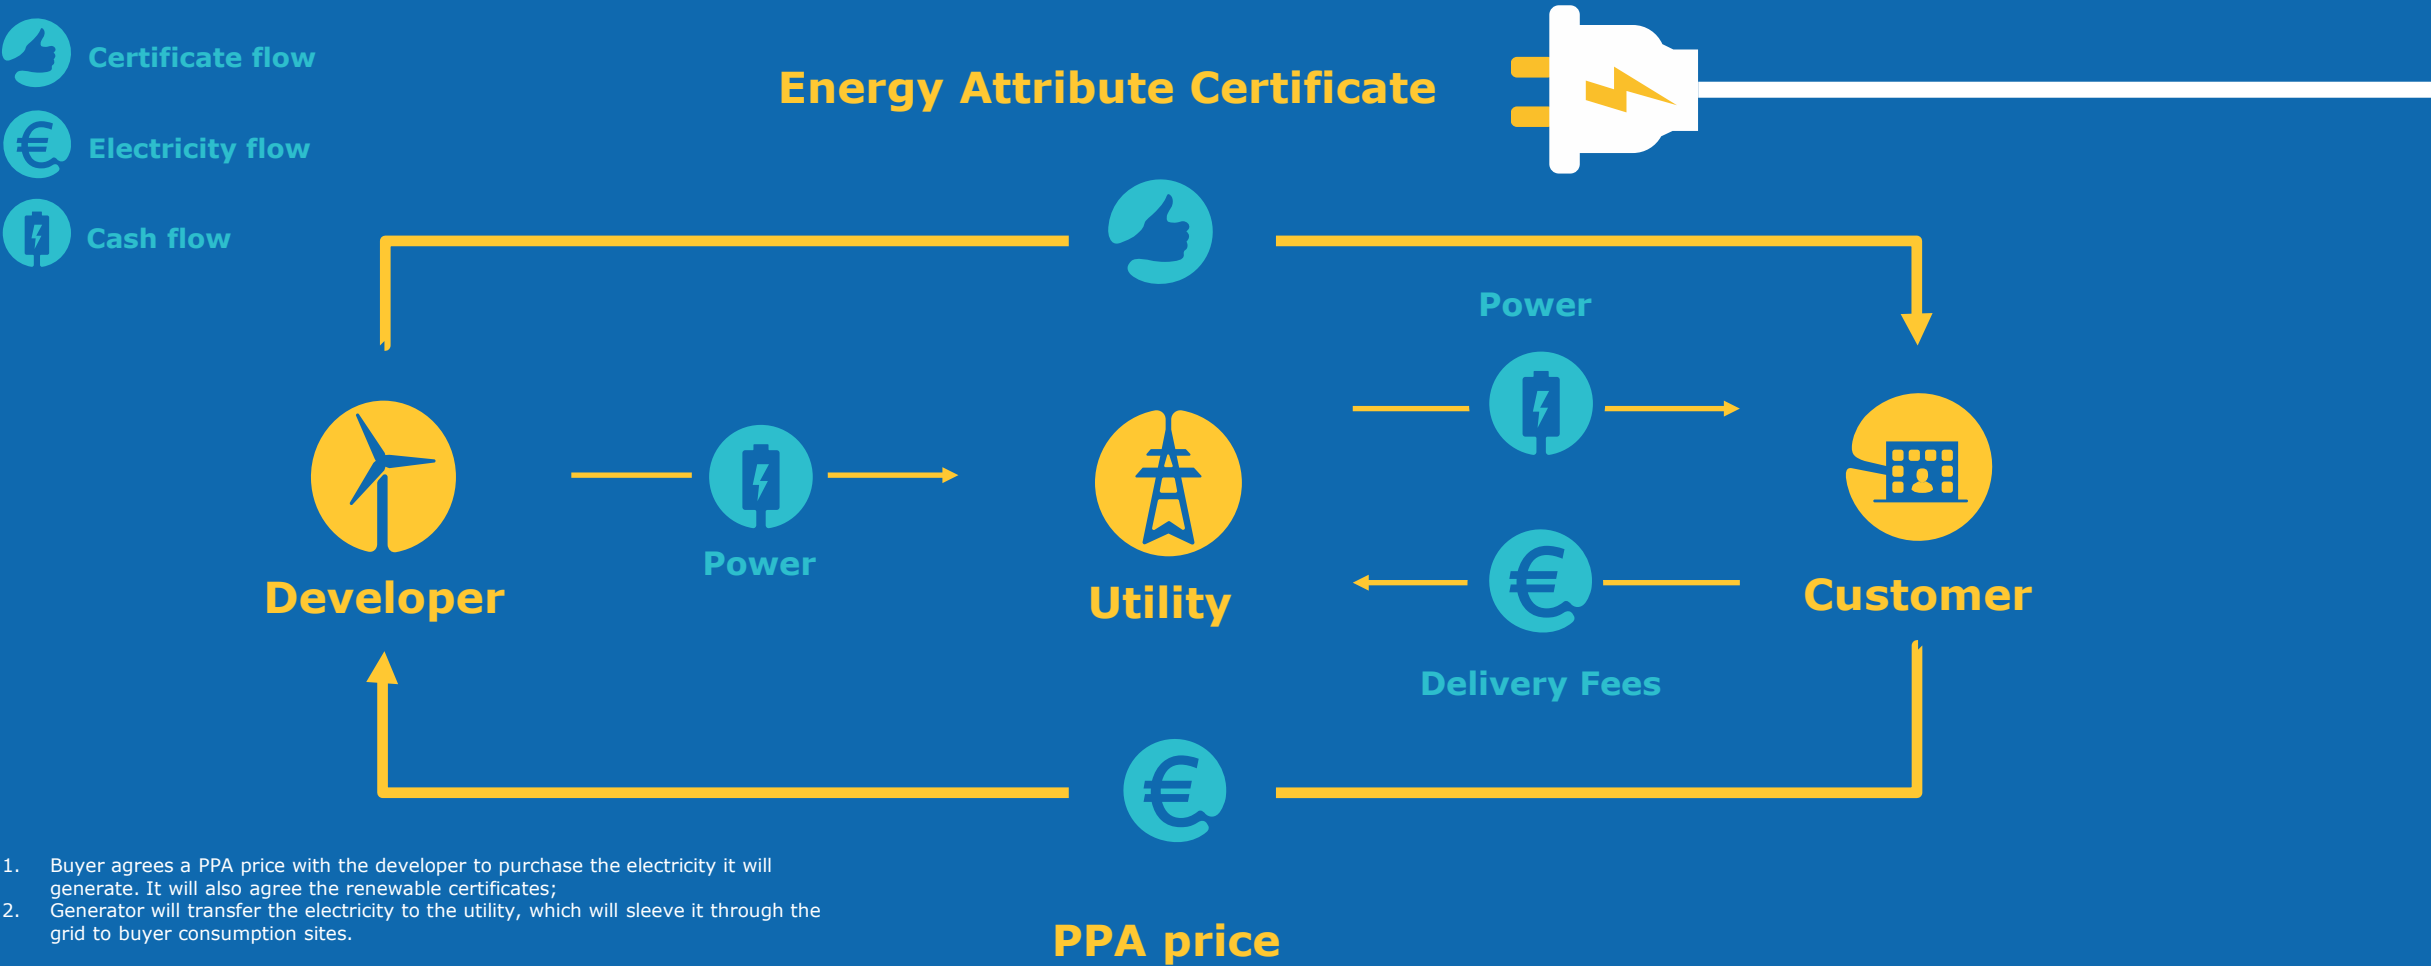 Certificate flow
Energy Attribute Certificate
Electricity flow
Cash flow
Power
Power
Developer
Utility
Customer
Delivery Fees
1. Buyer agrees a PPA price with the developer to purchase the electricity it will
generate. It will also agree the renewable certificates;
2. Generator will transfer the electricity to the utility, which will sleeve it through the
grid to buyer consumption sites.
PPA price